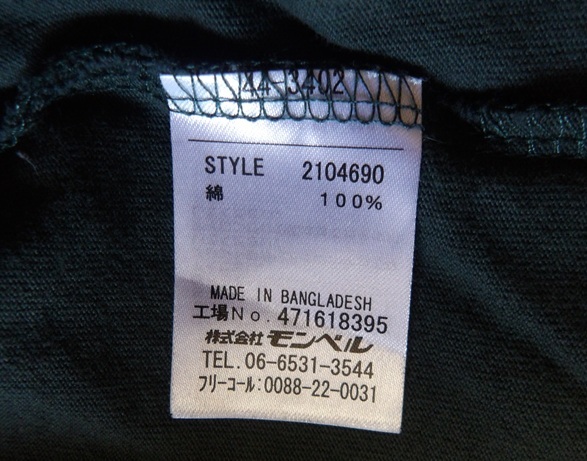 44 3402
STYLE 2104690
綿 100%
MADE IN BANGLADESH
工場No. 471618395
株式会社 モンベル
TEL. 06-6531-3544
フリーコール:0088-22-0031